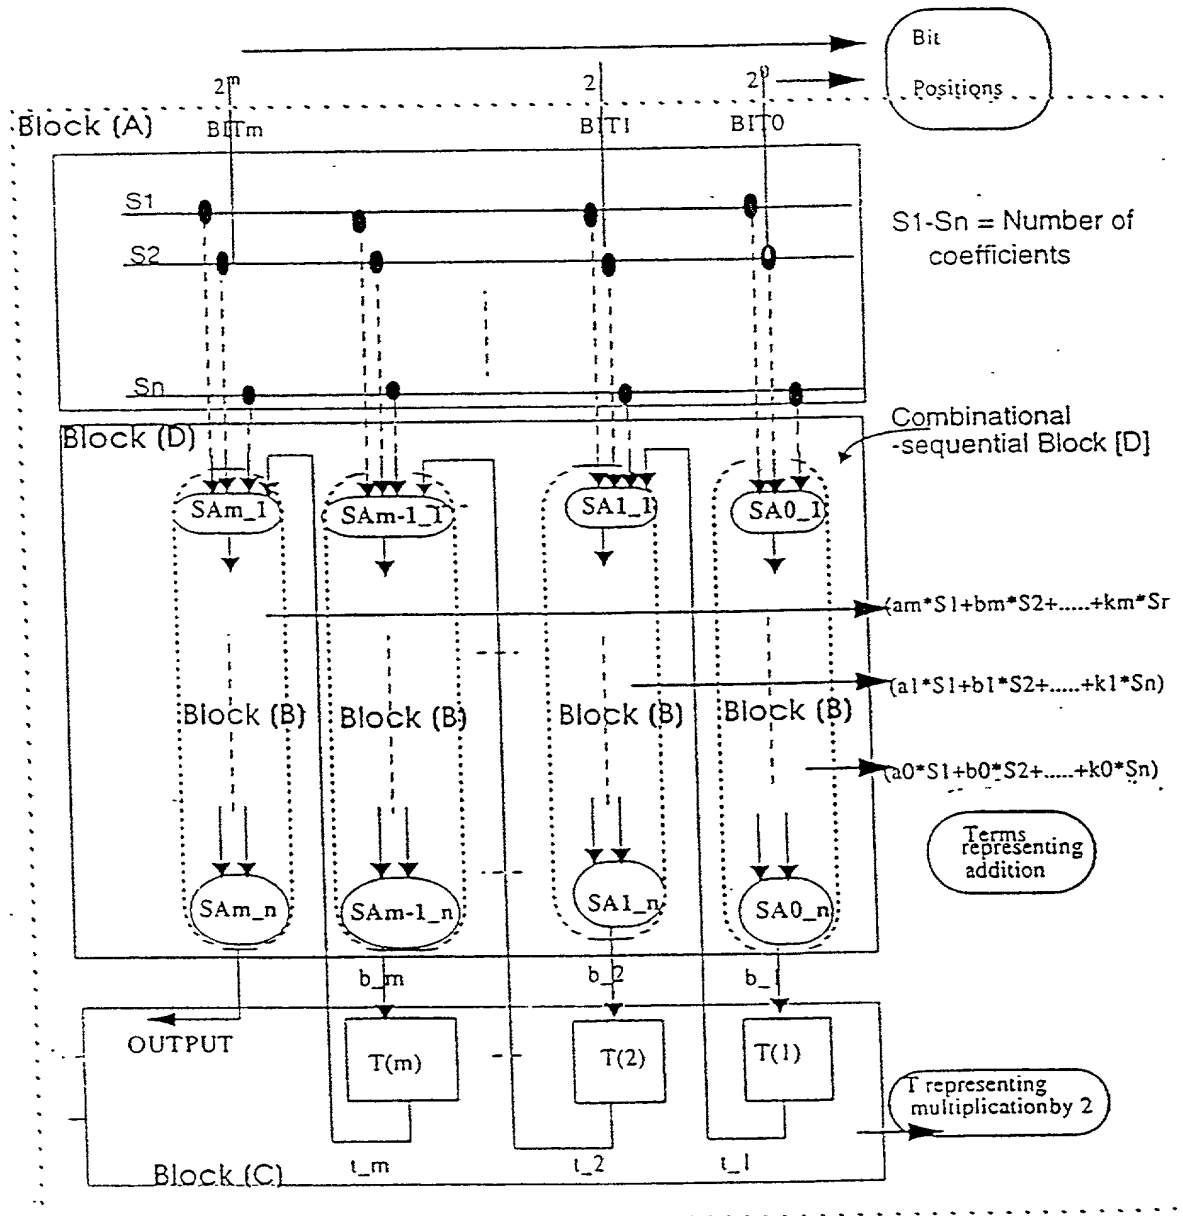 Bit
Positions
2^m
2
2^0
Block (A)
BITm
BIT1
BIT0
S1
S2
Sn
S1-Sn = Number of
coefficients
Block (D)
Combinational
-sequential Block [D]
SAm_1
SAm-1_1
SA1_1
SA0_1
(am*S1+bm*S2+.....+km*Sr
(a1*S1+b1*S2+.....+k1*Sn)
Block (B)
Block (B)
Block (B)
Block (B)
(a0*S1+b0*S2+.....+k0*Sn)
Terms
representing
addition
SAm_n
SAm-1_n
SA1_n
SA0_n
b_m
b_2
b_1
OUTPUT
T(m)
T(2)
T(1)
T representing
multiplicationby 2
t_m
t_2
t_1
Block (C)